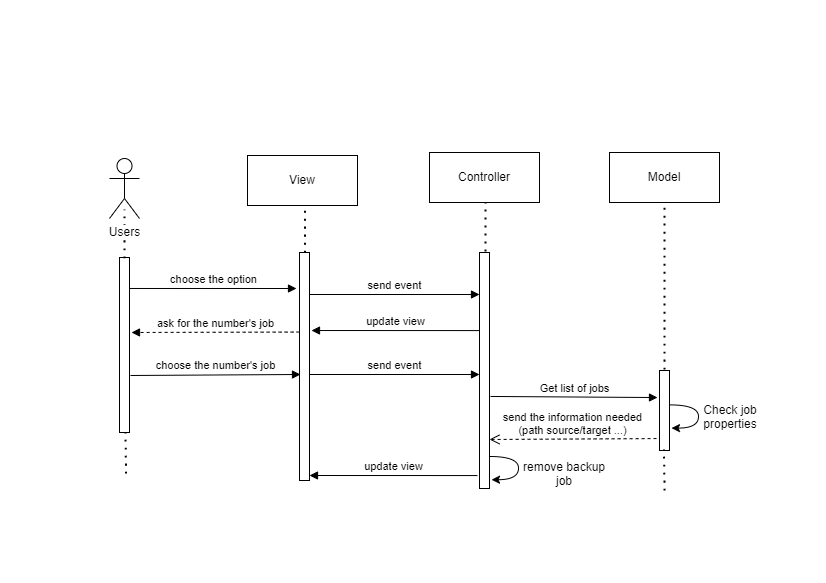 View
Controller
Model
Users
choose the option
send event
ask for the number's job
update view
choose the number's job
send event
Get list of jobs
Check job
properties
send the information needed
(path source/target ...)
update view
remove backup
job